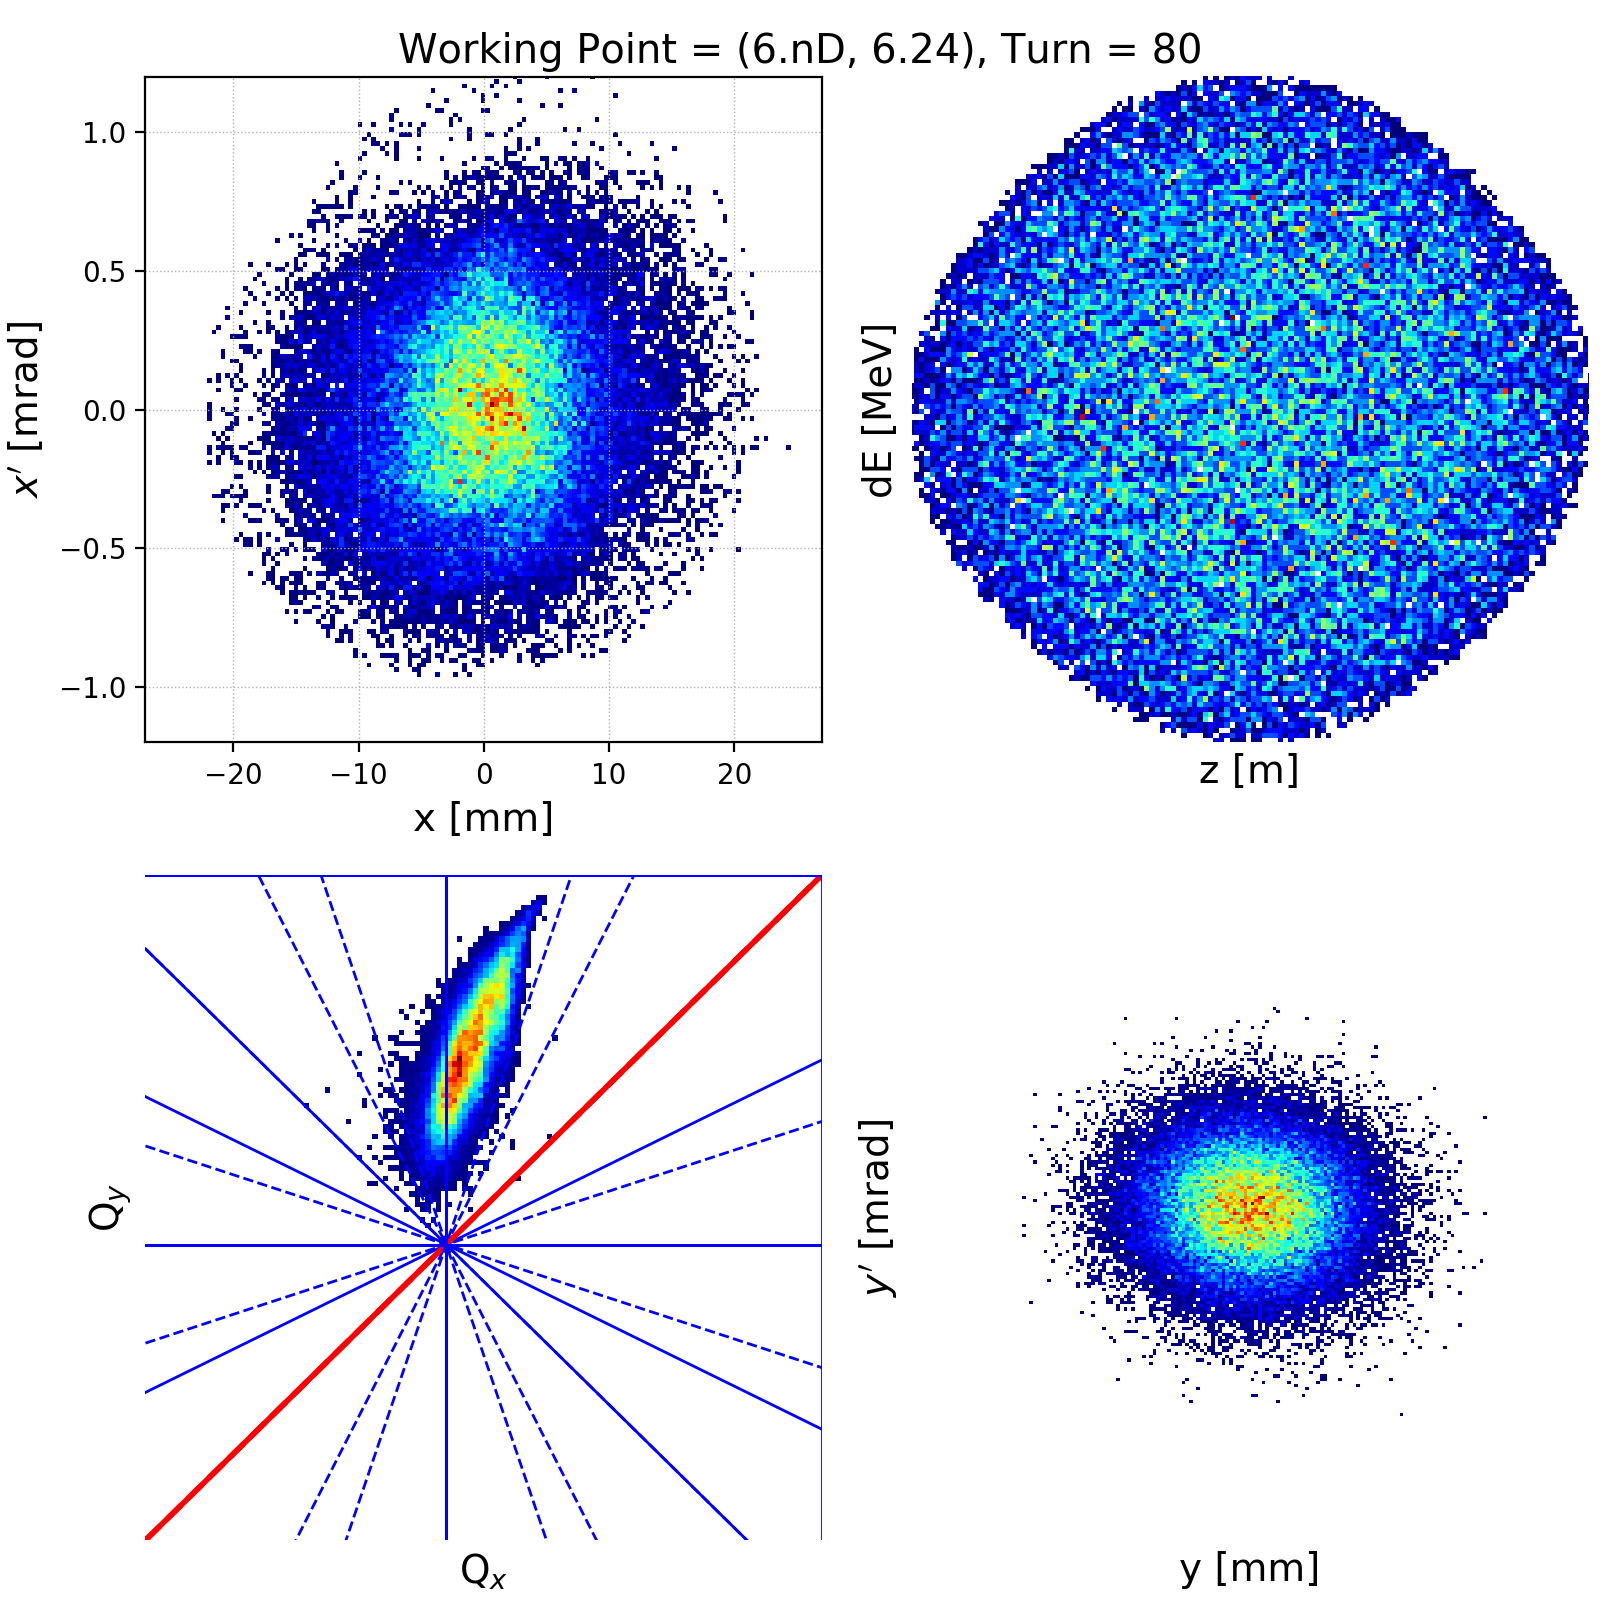 Working Point = (6.nD, 6.24), Turn = 80
1.0
0.5
0.0
−0.5
−1.0
x′ [mrad]
−20 −10 0 10 20
x [mm]
dE [MeV]
z [m]
Qy
Qx
y′ [mrad]
y [mm]